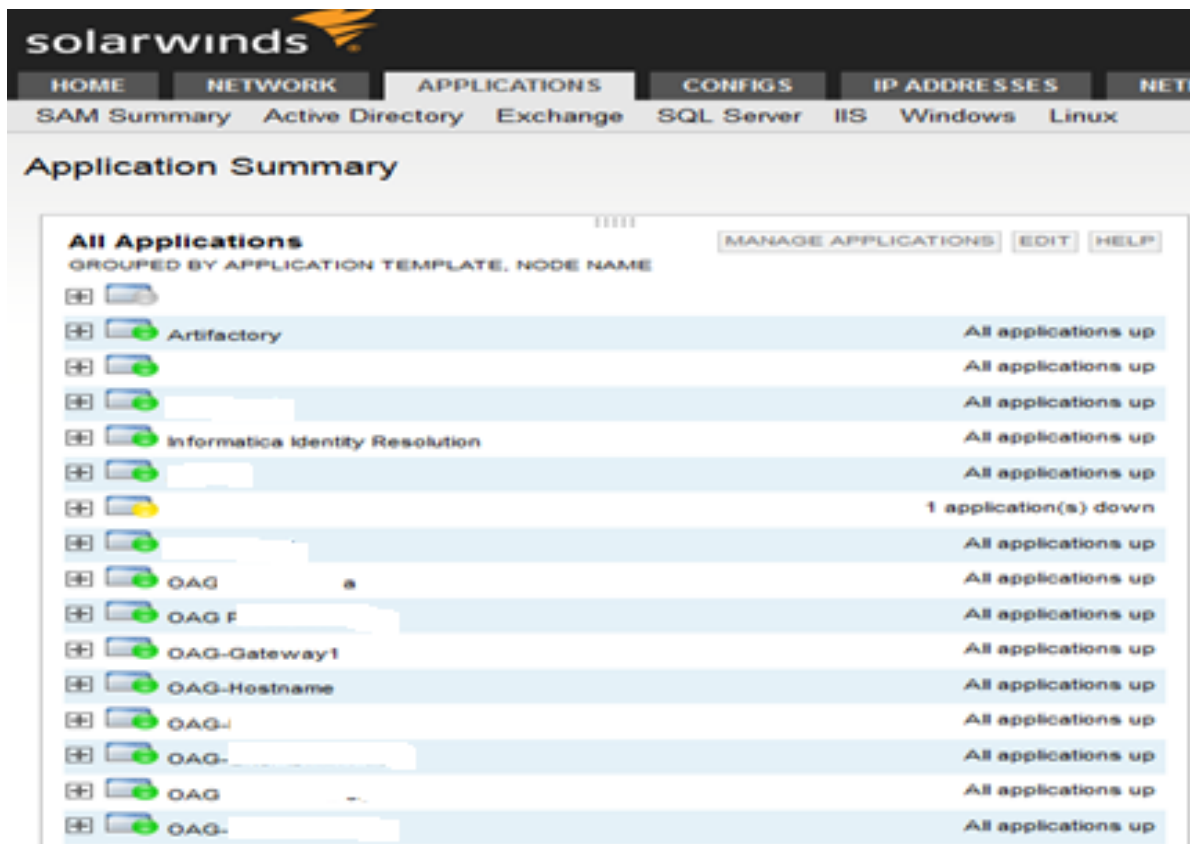 solarwinds
HOME NETWORK APPLICATIONS CONFIGS IP ADDRESSES
SAM Summary Active Directory Exchange SQL Server IIS Windows Linux
Application Summary
All Applications MANAGE APPLICATIONS EDIT HELP
GROUPED BY APPLICATION TEMPLATE, NODE NAME
Artifactory All applications up
All applications up
All applications up
Informatica Identity Resolution All applications up
All applications up
1 application(s) down
All applications up
OAG a All applications up
OAG All applications up
OAG-Gateway1 All applications up
OAG-Hostname All applications up
OAG- All applications up
OAG- All applications up
OAG All applications up
OAG- All applications up